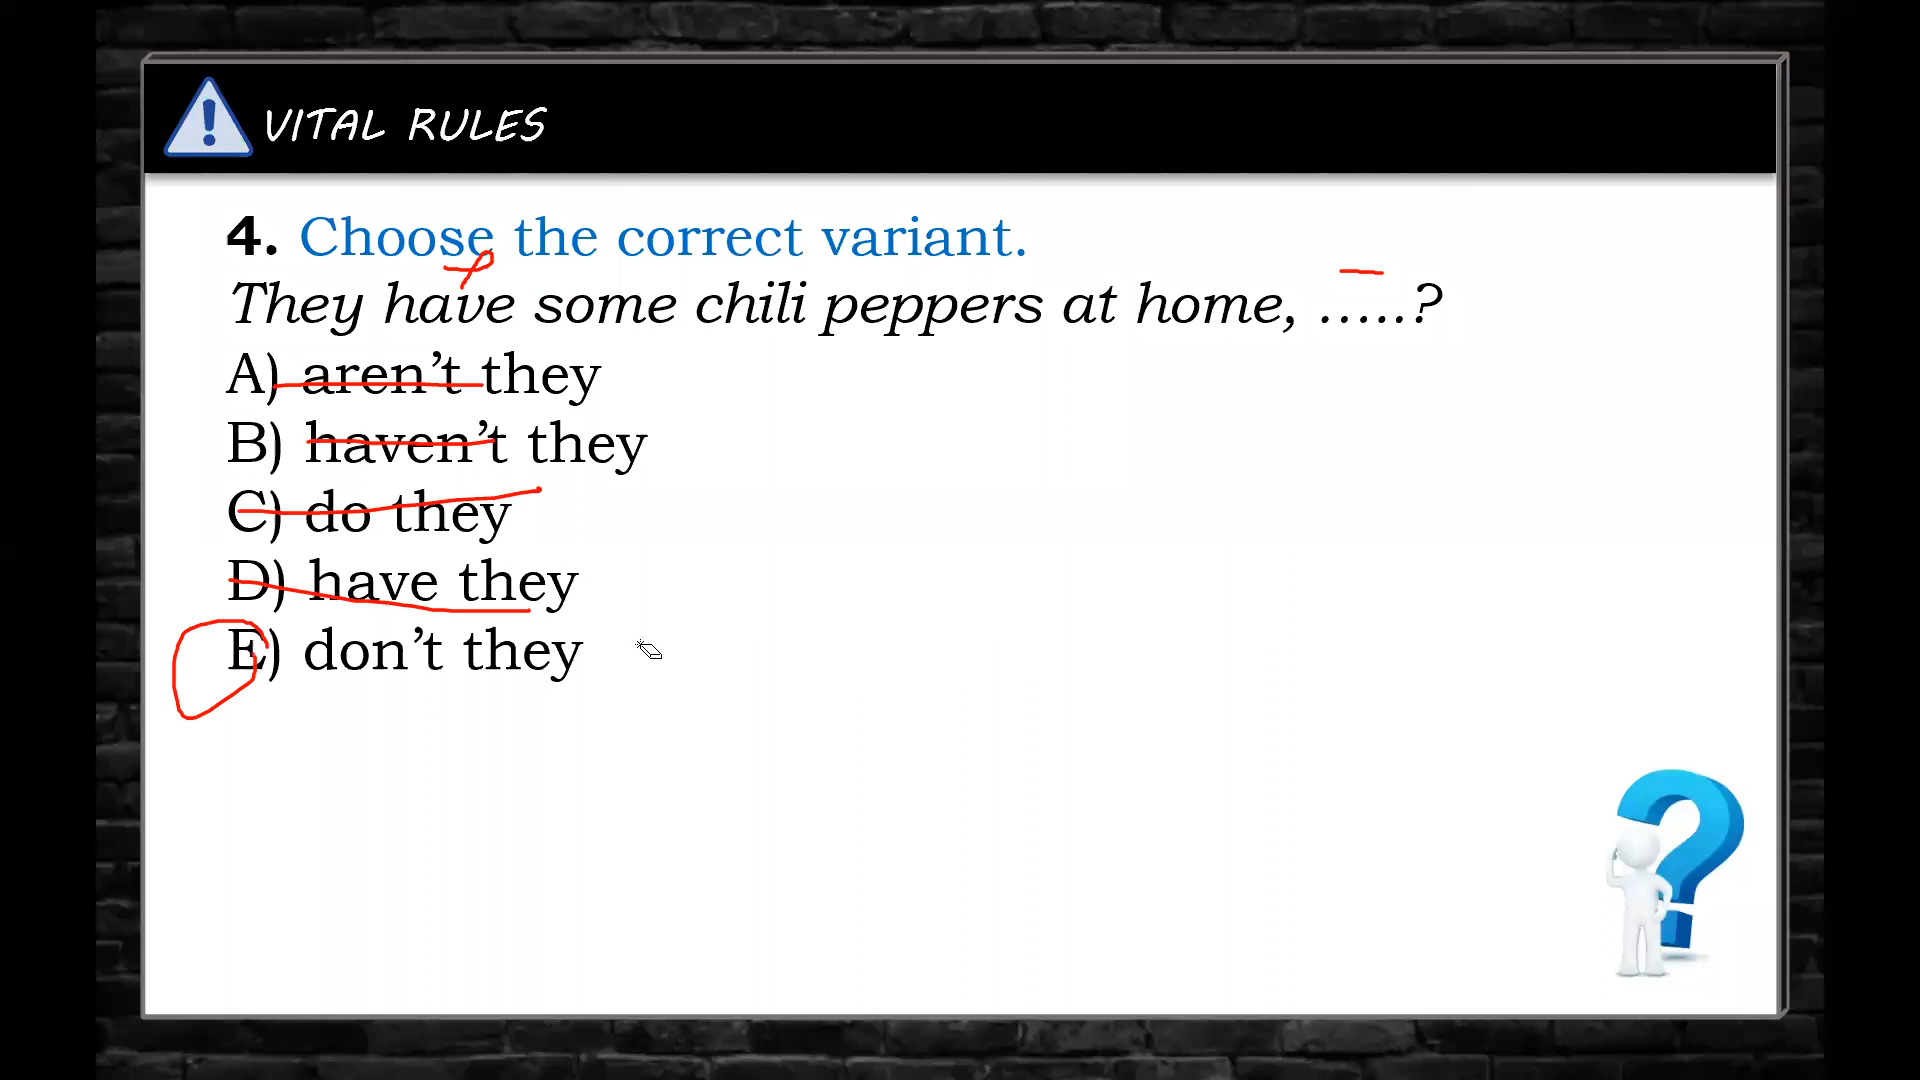 VITAL RULES
4. Choose the correct variant.
They have some chili peppers at home, .....?
A) aren’t they
B) haven’t they
C) do they
D) have they
E) don’t they